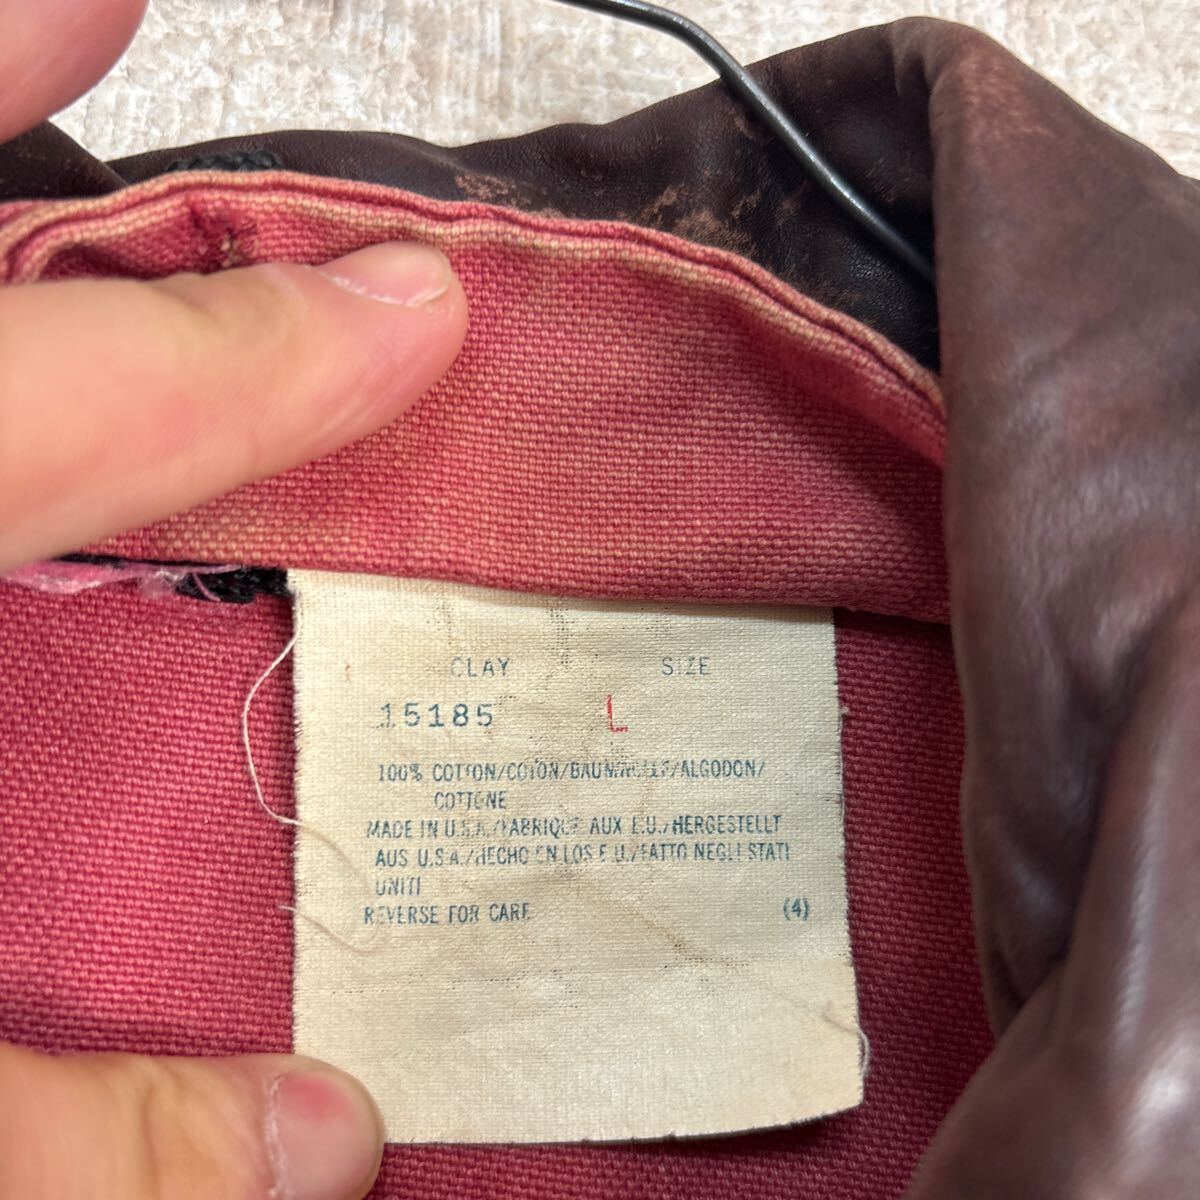 CLAY SIZE
15185 L
100% COTTON/COTON/BAUMWOLLE/ALGODON/
COTTONE
MADE IN U.S.A./FABRIQUE AUX E.U./HERGESTELLT
AUS U.S.A./HECHO EN LOS E.U./FATTO NEGLI STATI
UNITI
REVERSE FOR CARE (4)